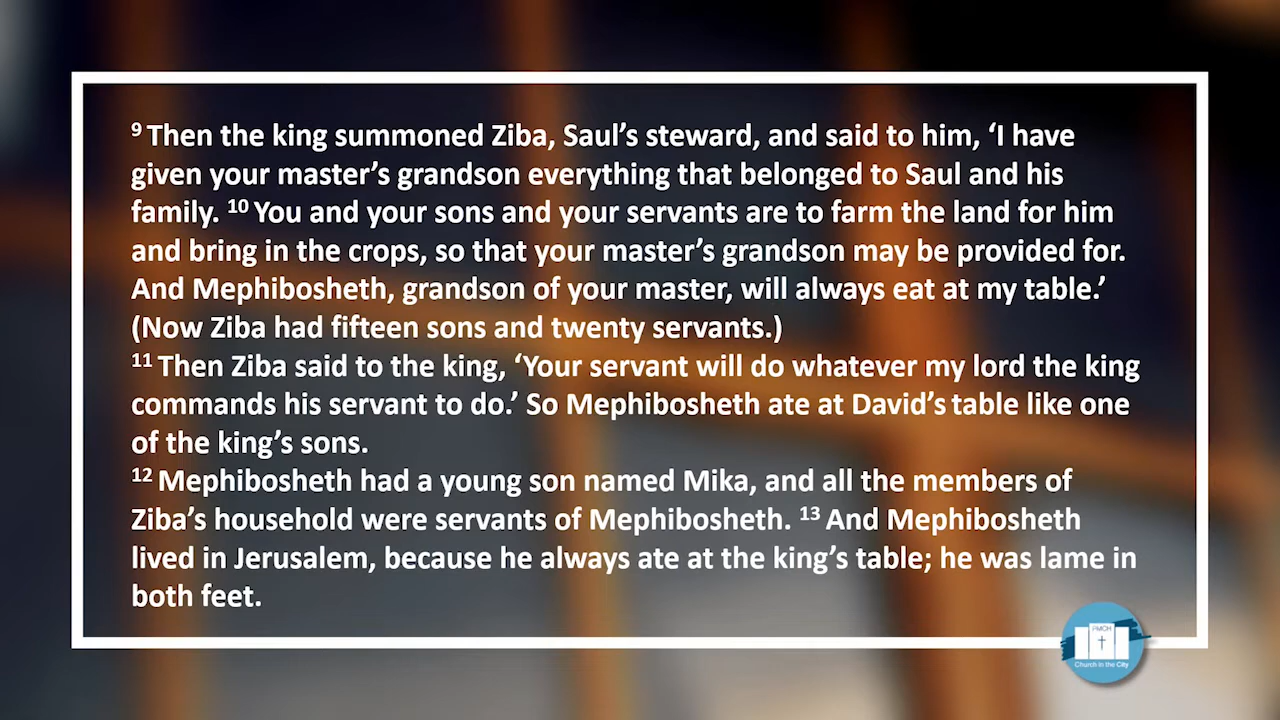 ⁹ Then the king summoned Ziba, Saul’s steward, and said to him, ‘I have
given your master’s grandson everything that belonged to Saul and his
family. ¹⁰ You and your sons and your servants are to farm the land for him
and bring in the crops, so that your master’s grandson may be provided for.
And Mephibosheth, grandson of your master, will always eat at my table.’
(Now Ziba had fifteen sons and twenty servants.)
¹¹ Then Ziba said to the king, ‘Your servant will do whatever my lord the king
commands his servant to do.’ So Mephibosheth ate at David’s table like one
of the king’s sons.
¹² Mephibosheth had a young son named Mika, and all the members of
Ziba’s household were servants of Mephibosheth. ¹³ And Mephibosheth
lived in Jerusalem, because he always ate at the king’s table; he was lame in
both feet.
PMCH
Church in the City